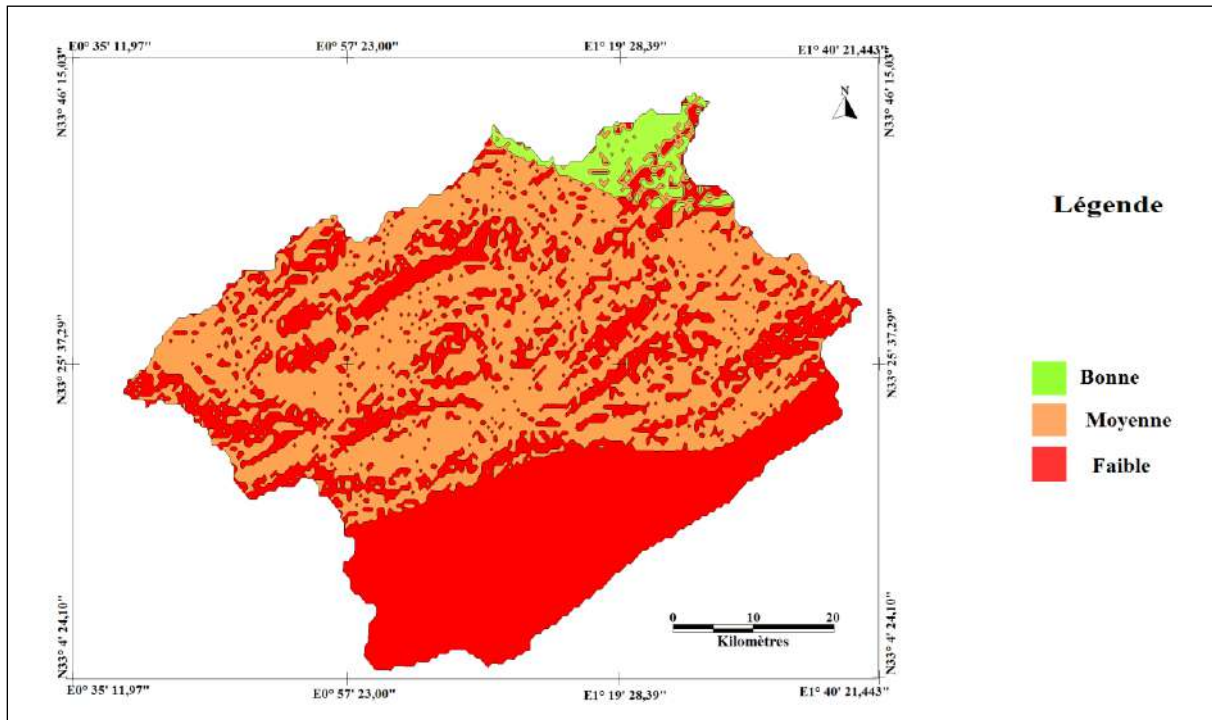 E0° 35' 11,97"
E0° 57' 23,00"
E1° 19' 28,39"
E1° 40' 21,443"
N33° 46' 15,03"
N33° 46' 15,03"
N
Légende
N33° 25' 37,29"
N33° 25' 37,29"
Bonne
Moyenne
Faible
N33° 4' 24,10"
N33° 4' 24,10"
0 10 20
Kilomètres
E0° 35' 11,97"
E0° 57' 23,00"
E1° 19' 28,39"
E1° 40' 21,443"